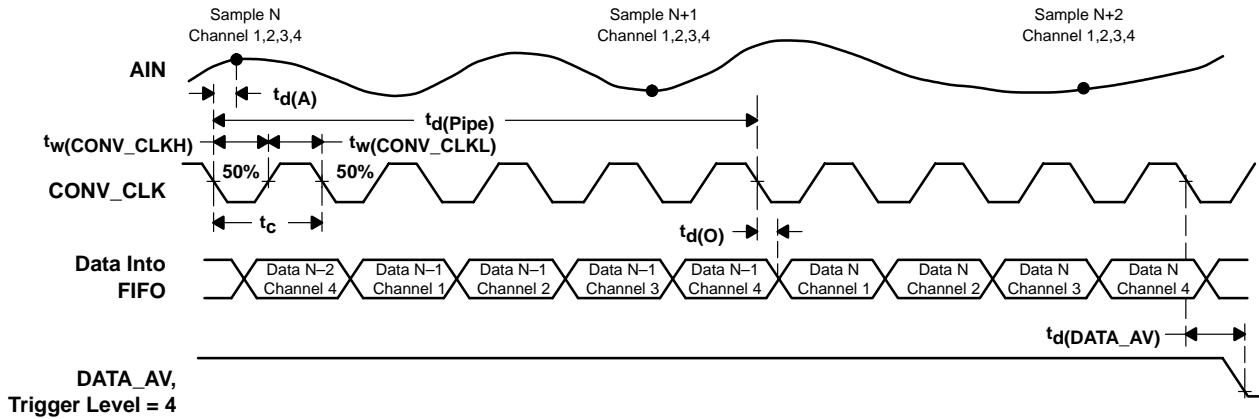 Sample N
Channel 1,2,3,4
Sample N+1
Channel 1,2,3,4
Sample N+2
Channel 1,2,3,4
AIN
td(A)
td(Pipe)
tw(CONV_CLKH)
tw(CONV_CLKL)
50%
50%
CONV_CLK
tc
td(O)
Data Into
FIFO
Data N–2
Channel 4
Data N–1
Channel 1
Data N–1
Channel 2
Data N–1
Channel 3
Data N–1
Channel 4
Data N
Channel 1
Data N
Channel 2
Data N
Channel 3
Data N
Channel 4
td(DATA_AV)
DATA_AV,
Trigger Level = 4